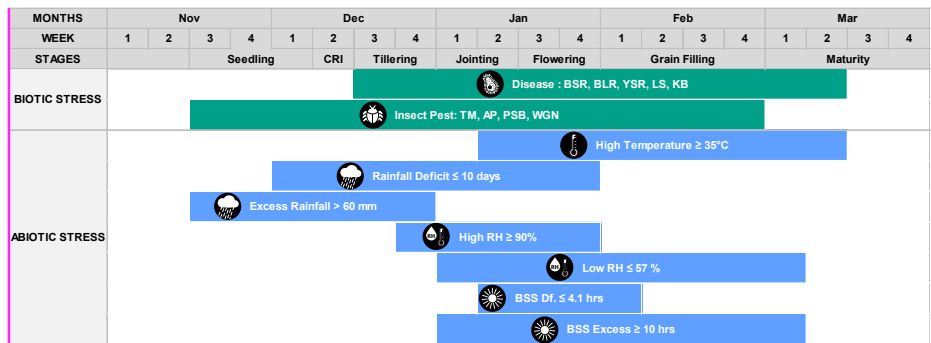 MONTHS Nov Dec Jan Feb Mar
WEEK 1 2 3 4 1 2 3 4 1 2 3 4 1 2 3 4 1 2 3 4
STAGES Seedling CRI Tillering Jointing Flowering Grain Filling Maturity
BIOTIC STRESS
Disease : BSR, BLR, YSR, LS, KB
Insect Pest: TM, AP, PSB, WGN
ABIOTIC STRESS
High Temperature ≥ 35°C
Rainfall Deficit ≤ 10 days
Excess Rainfall > 60 mm
RH High RH ≥ 90%
RH Low RH ≤ 57 %
BSS Df. ≤ 4.1 hrs
BSS Excess ≥ 10 hrs